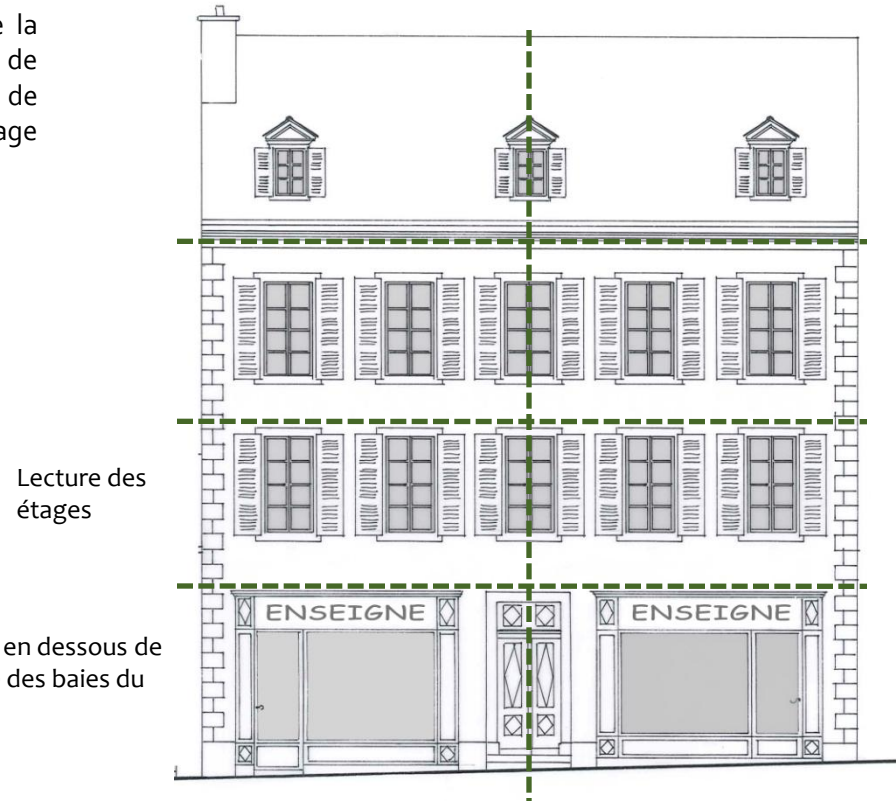 e la
de
de
age
Lecture des
étages
ENSEIGNE
ENSEIGNE
en dessous de
des baies du